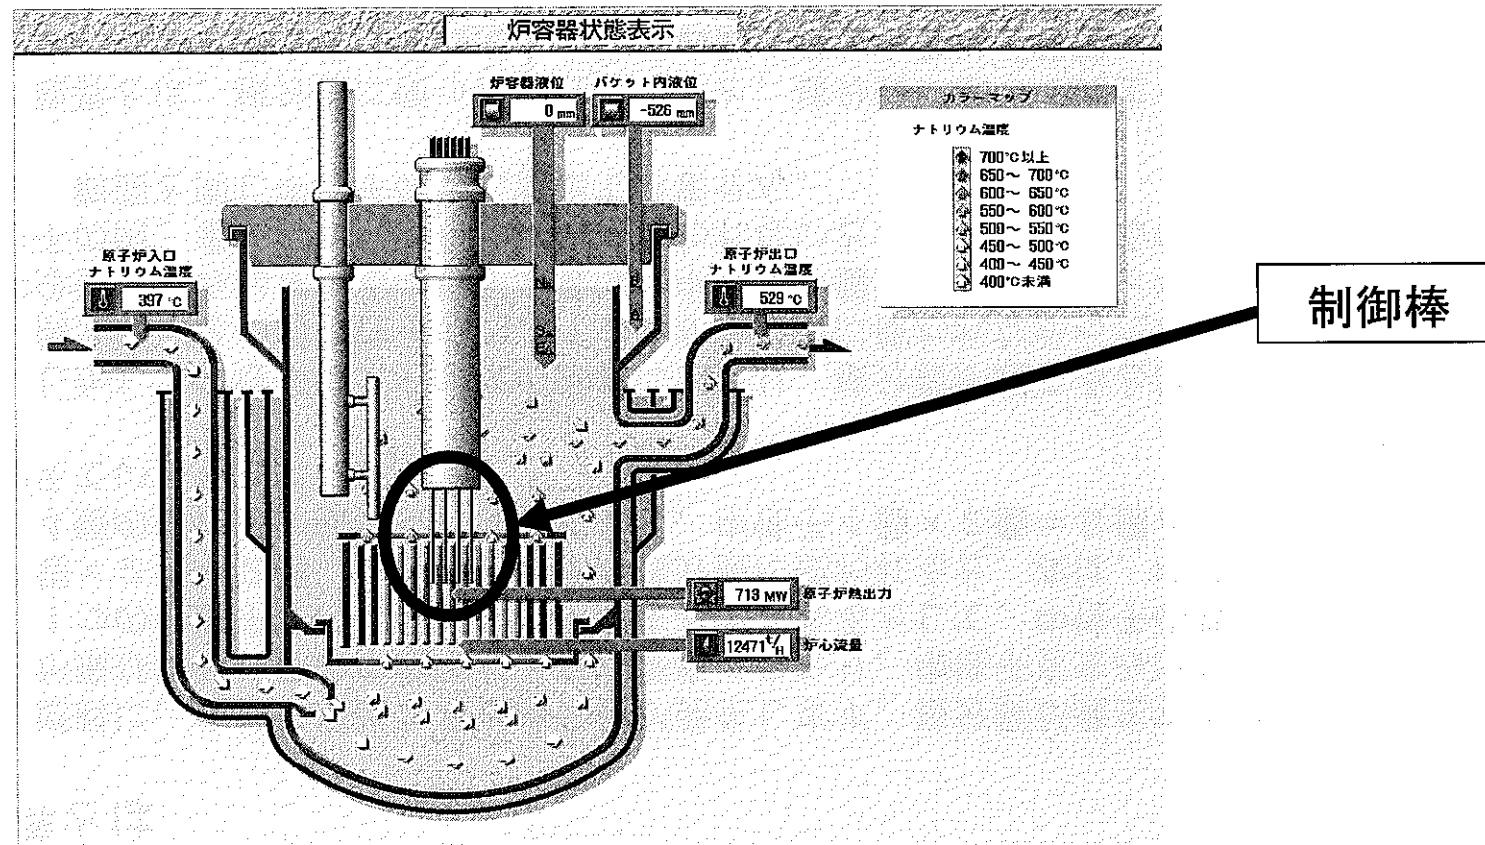 炉容器状態表示
炉容器液位
0 mm
バケット内液位
-526 mm
カラーマップ
ナトリウム温度
700℃以上
650～ 700℃
600～ 650℃
550～ 600℃
500～ 550℃
450～ 500℃
400～ 450℃
400℃未満
原子炉入口
ナトリウム温度
397 ℃
原子炉出口
ナトリウム温度
529 ℃
制御棒
713 MW 原子炉熱出力
12471 t/H 炉心流量